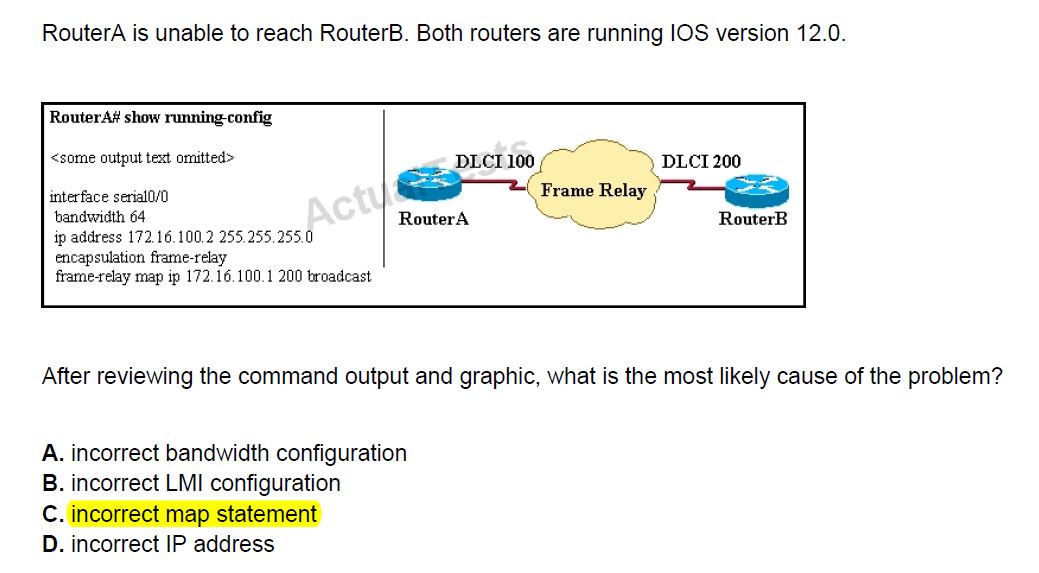 RouterA is unable to reach RouterB. Both routers are running IOS version 12.0.
RouterA# show running-config
<some output text omitted>
interface serial0/0
bandwidth 64
ip address 172.16.100.2 255.255.255.0
encapsulation frame-relay
frame-relay map ip 172.16.100.1 200 broadcast
ActualTests
DLCI 100
DLCI 200
Frame Relay
RouterA
RouterB
After reviewing the command output and graphic, what is the most likely cause of the problem?
A. incorrect bandwidth configuration
B. incorrect LMI configuration
C. incorrect map statement
D. incorrect IP address